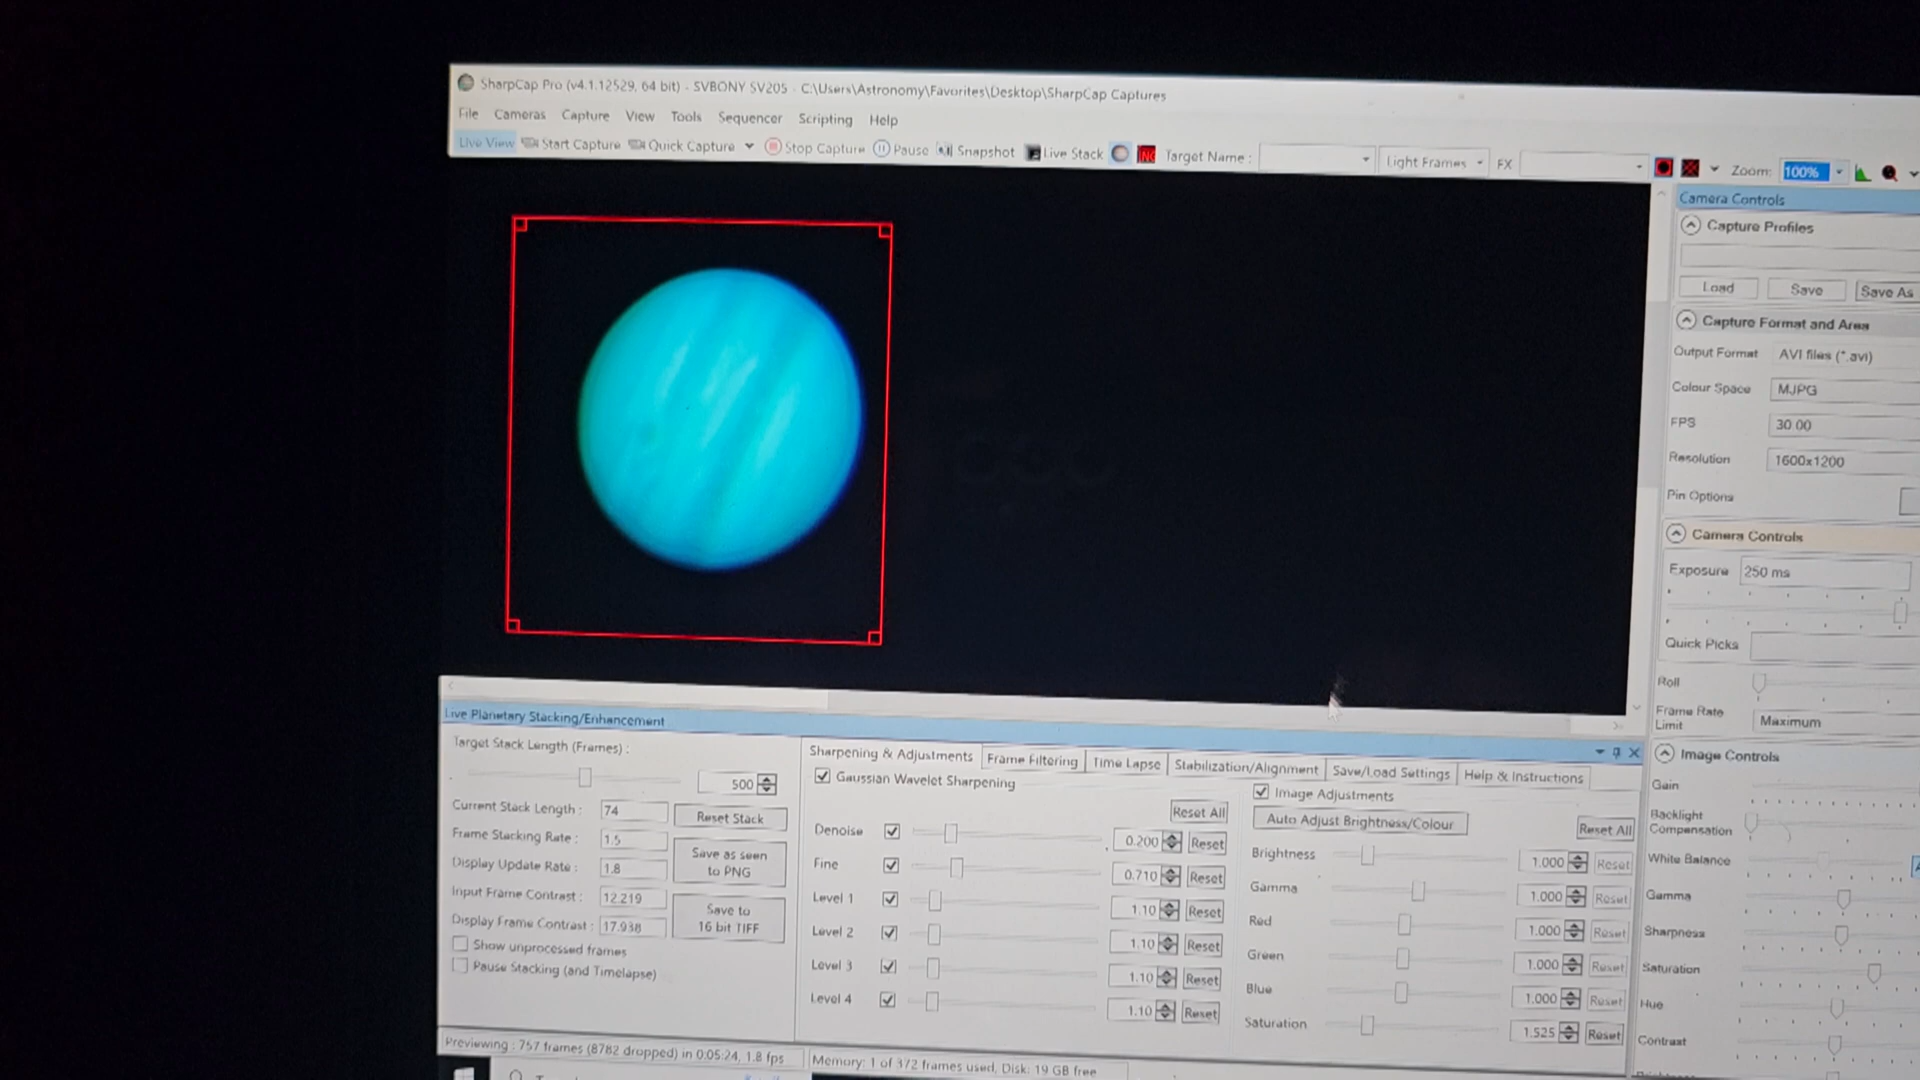 SharpCap Pro (v4.1.12529, 64 bit) - SVBONY SV205 - C:\Users\Astronomy\Favorites\Desktop\SharpCap Captures
File Cameras Capture View Tools Sequencer Scripting Help
Live View Start Capture Quick Capture Stop Capture Pause Snapshot Live Stack Target Name : Light Frames FX Zoom: 100%
Camera Controls
Capture Profiles
Load Save Save As
Capture Format and Area
Output Format AVI files (*.avi)
Colour Space MJPG
FPS 30.00
Resolution 1600x1200
Pin Options
Camera Controls
Exposure 250 ms
Quick Picks
Roll
Frame Rate Limit Maximum
Image Controls
Gain
Backlight Compensation
White Balance
Gamma
Sharpness
Saturation
Hue
Contrast
Live Planetary Stacking/Enhancement
Target Stack Length (Frames) :
500
Current Stack Length : 74 Reset Stack
Frame Stacking Rate : 1.5
Display Update Rate : 1.8
Save as seen to PNG
Input Frame Contrast : 12.219
Display Frame Contrast : 17.938
Save to 16 bit TIFF
Show unprocessed frames
Pause Stacking (and Timelapse)
Sharpening & Adjustments Frame Filtering Time Lapse Stabilization/Alignment Save/Load Settings Help & Instructions
Gaussian Wavelet Sharpening
Reset All
Denoise 0.200 Reset
Fine 0.710 Reset
Level 1 1.10 Reset
Level 2 1.10 Reset
Level 3 1.10 Reset
Level 4 1.10 Reset
Image Adjustments
Auto Adjust Brightness/Colour Reset All
Brightness 1.000 Reset
Gamma 1.000 Reset
Red 1.000 Reset
Green 1.000 Reset
Blue 1.000 Reset
Saturation 1.525 Reset
Previewing : 757 frames (8782 dropped) in 0:05:24, 1.8 fps Memory: 1 of 372 frames used, Disk: 19 GB free